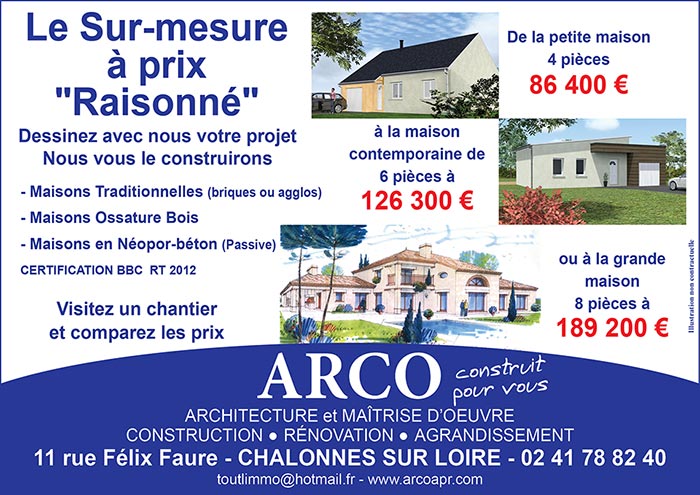 Le Sur-mesure
à prix
"Raisonné"
Dessinez avec nous votre projet
Nous vous le construirons
- Maisons Traditionnelles (briques ou agglos)
- Maisons Ossature Bois
- Maisons en Néopor-béton (Passive)
CERTIFICATION BBC RT 2012
Visitez un chantier
et comparez les prix
De la petite maison
4 pièces
86 400 €
à la maison
contemporaine de
6 pièces à
126 300 €
ou à la grande
maison
8 pièces à
189 200 €
Illustration non contractuelle
ARCO construit
pour vous
ARCHITECTURE et MAÎTRISE D'OEUVRE
CONSTRUCTION ● RÉNOVATION ● AGRANDISSEMENT
11 rue Félix Faure - CHALONNES SUR LOIRE - 02 41 78 82 40
toutlimmo@hotmail.fr - www.arcoapr.com